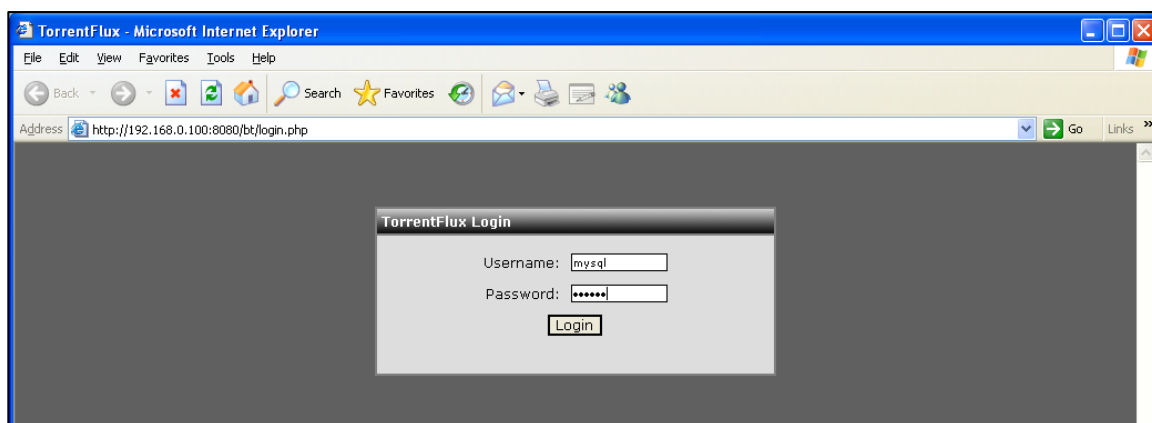 TorrentFlux - Microsoft Internet Explorer
File Edit View Favorites Tools Help
Back Search Favorites
Address http://192.168.0.100:8080/bt/login.php Go Links »
TorrentFlux Login
Username: mysql
Password: ••••••
Login